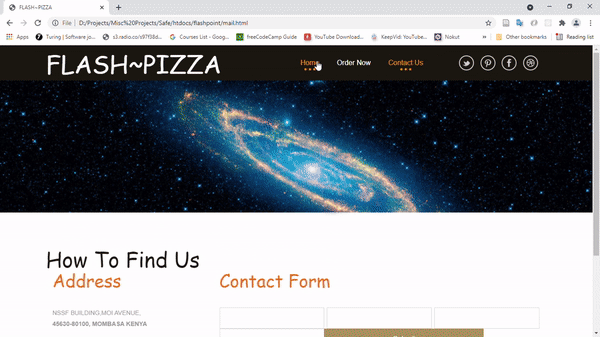 FLASH~PIZZA
File | D:/Projects/Misc%20Projects/Safe/htdocs/flashpoint/mail.html
Apps Turing | Software jo... s3.radio.co/c97f38d... Courses List - Goog... freeCodeCamp Guide YouTube Download... KeepVid: YouTube... Nokut Other bookmarks Reading list
FLASH~PIZZA Home Order Now Contact Us
How To Find Us
Address Contact Form
NSSF BUILDING,MOI AVENUE,
45630-80100, MOMBASA KENYA